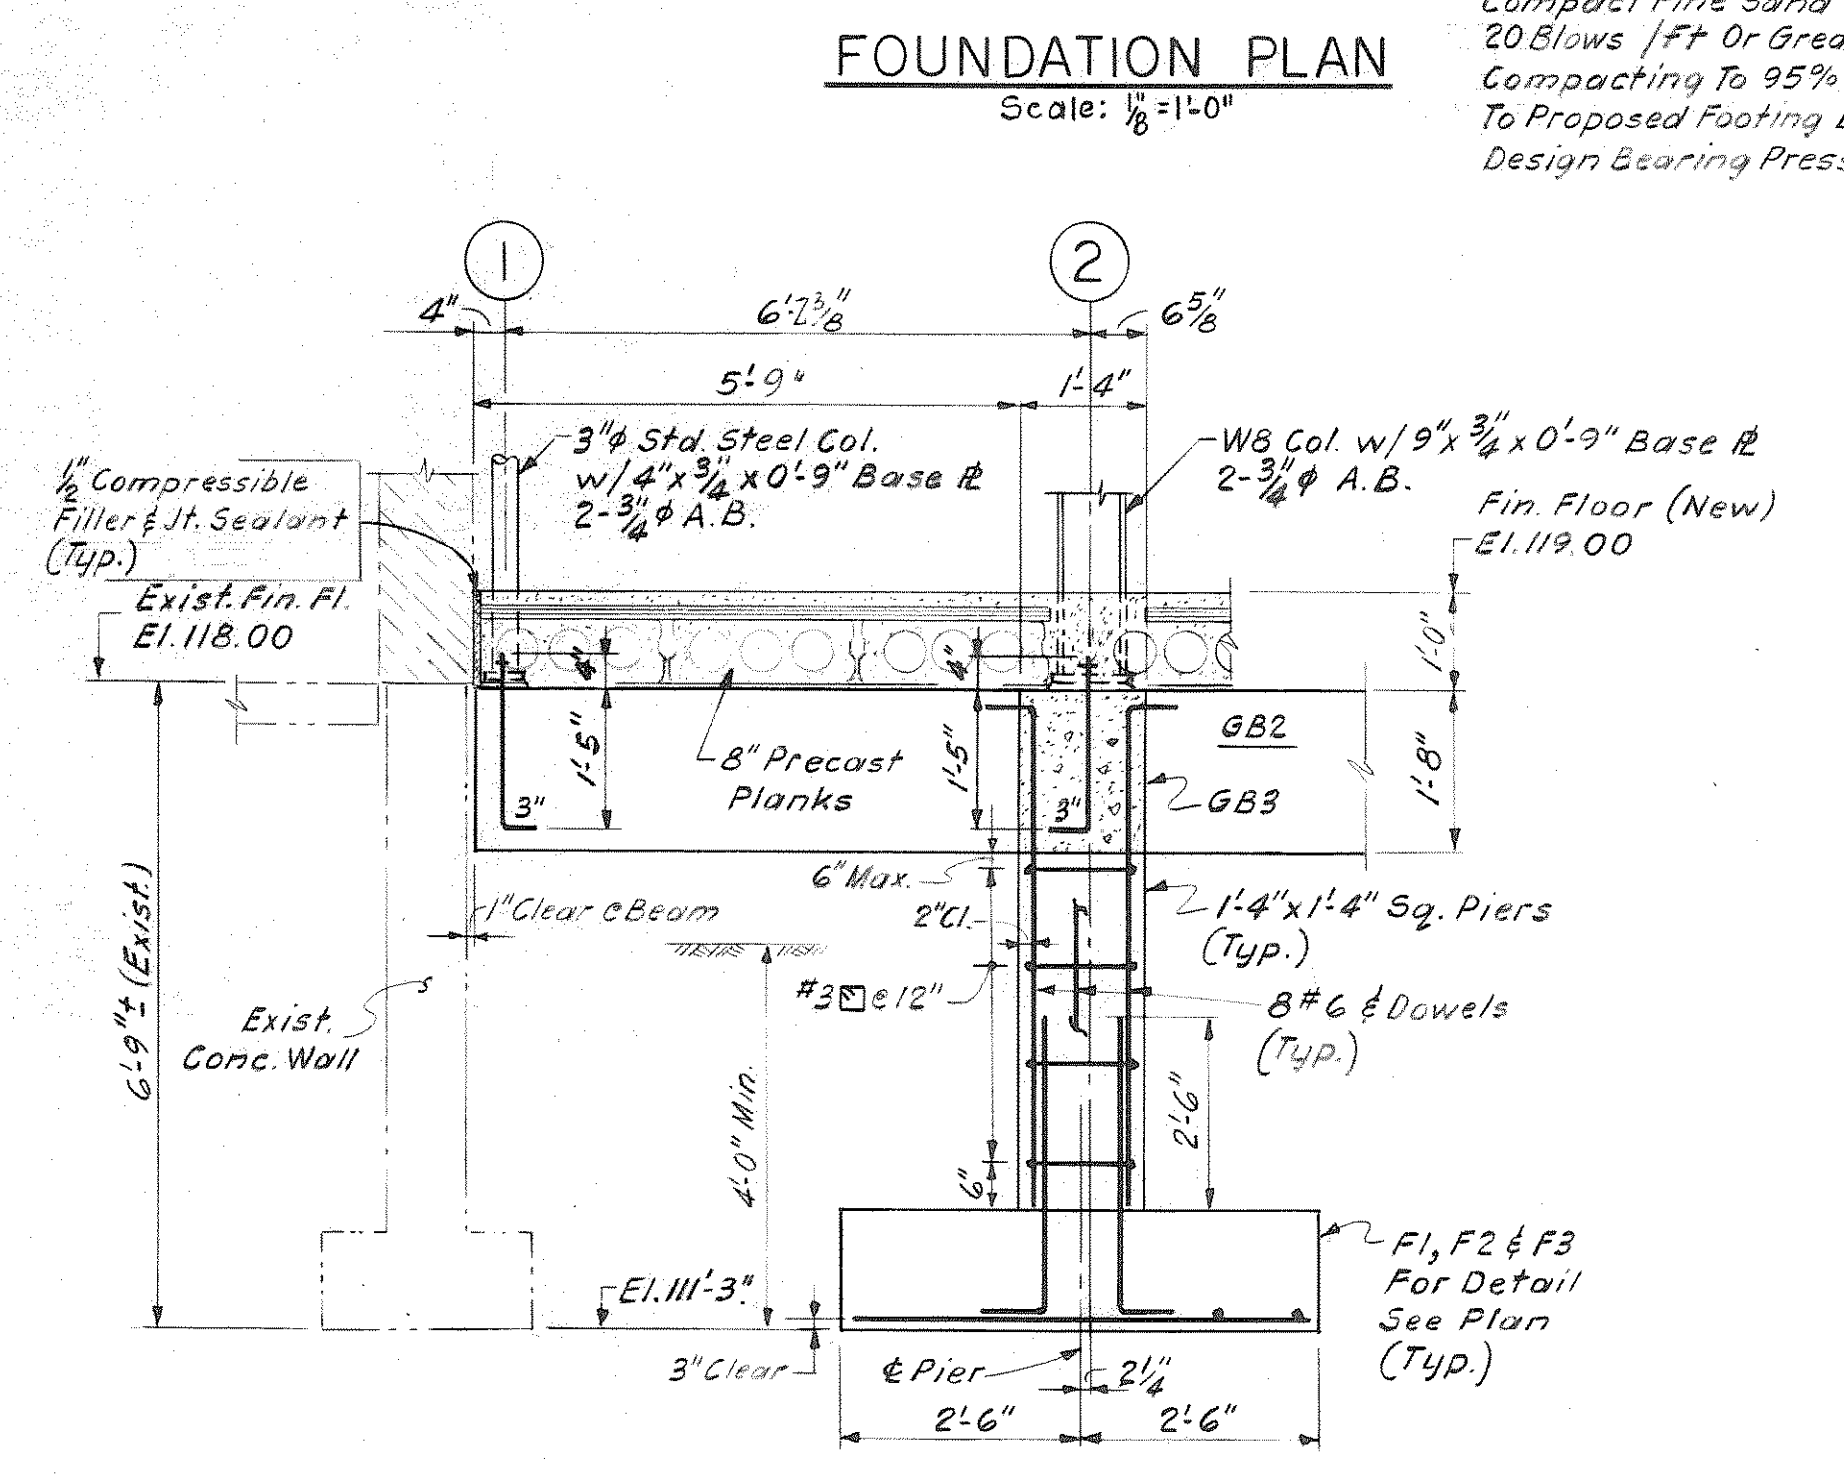 FOUNDATION PLAN
Scale: 1/8"=1'-0"
Compact Fine Sand
20 Blows /Ft Or
Compacting To 95%
To Proposed Footing
Design Bearing
1
2
4"
6'-2 3/8"
6 5/8"
5'-9"
1'-4"
3"φ Std. Steel Col.
w/ 4"x 3/4" x 0'-9" Base ℄
2-3/4"φ A.B.
W8 Col. w/ 9"x 3/4" x 0'-9" Base ℄
2-3/4"φ A.B.
Fin. Floor (New)
El. 119.00
1/2" Compressible
Filler & Jt. Sealant
(Typ.)
Exist. Fin. Fl.
El. 118.00
4"
4"
1'-0"
1'-5"
8" Precast
Planks
1'-5"
GB2
GB3
1'-8"
3"
3"
6" Max.
1" Clear @ Beam
2" Cl.
1'-4"x1'-4" Sq. Piers
(Typ.)
6'-9"± (Exist.)
#3 @ 12"
8 #6 & Dowels
(Typ.)
Exist.
Conc. Wall
4'-0" Min.
2'-6"
6"
El. 111'-3"
F1, F2 & F3
For Detail
See Plan
(Typ.)
3" Clear
℄ Pier
2 1/4"
2'-6"
2'-6"